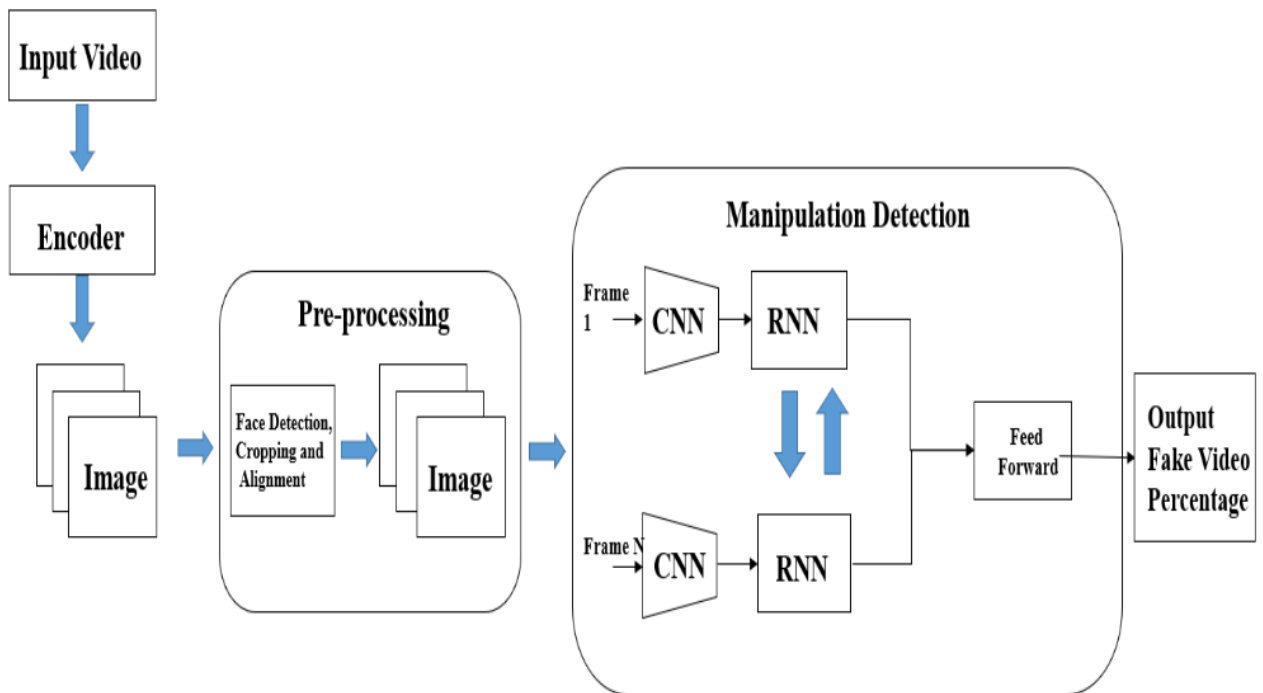 Input Video
Encoder
Image
Pre-processing
Face Detection,
Cropping and
Alignment
Image
Manipulation Detection
Frame
1
CNN
RNN
Frame N
CNN
RNN
Feed
Forward
Output
Fake Video
Percentage